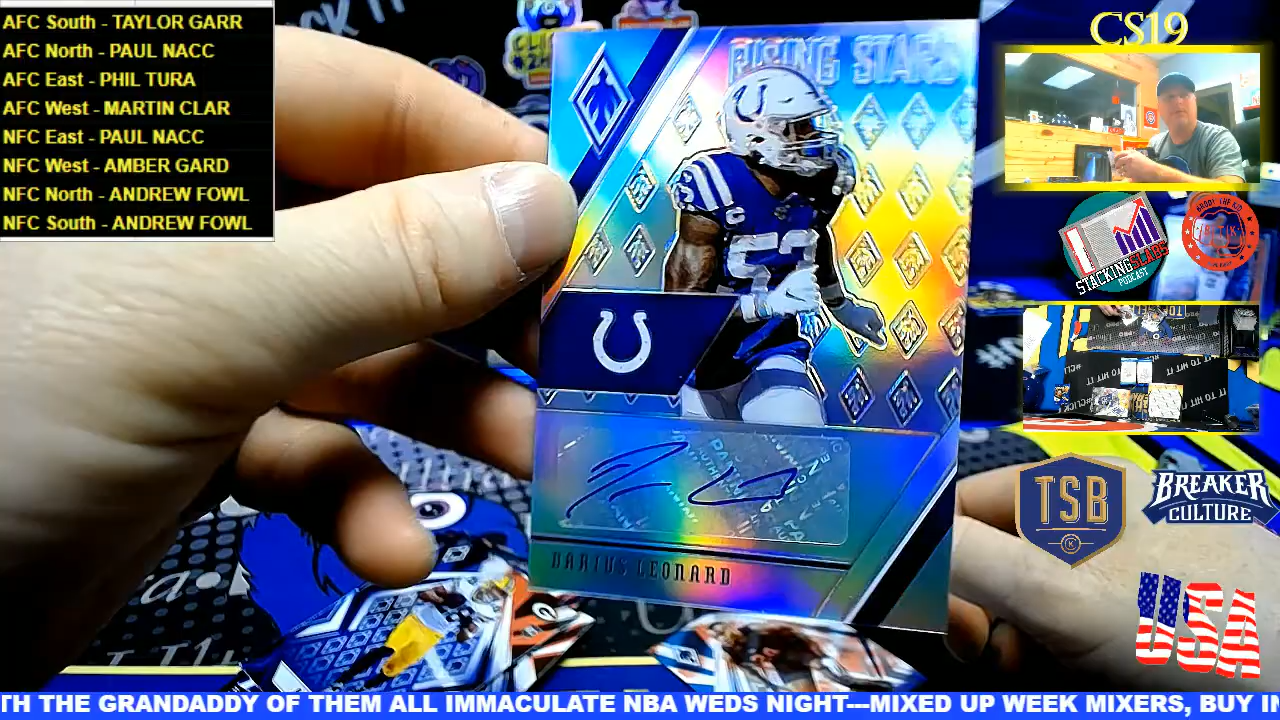 AFC South - TAYLOR GARR
AFC North - PAUL NACC
AFC East - PHIL TURA
AFC West - MARTIN CLAR
NFC East - PAUL NACC
NFC West - AMBER GARD
NFC North - ANDREW FOWL
NFC South - ANDREW FOWL
CS19
RISING STARS
53
DARIUS LEONARD
STACKING SLABS
PODCAST
TSB
BREAKER
CULTURE
USA
TH THE GRANDADDY OF THEM ALL IMMACULATE NBA WEDS NIGHT---MIXED UP WEEK MIXERS, BUY IN